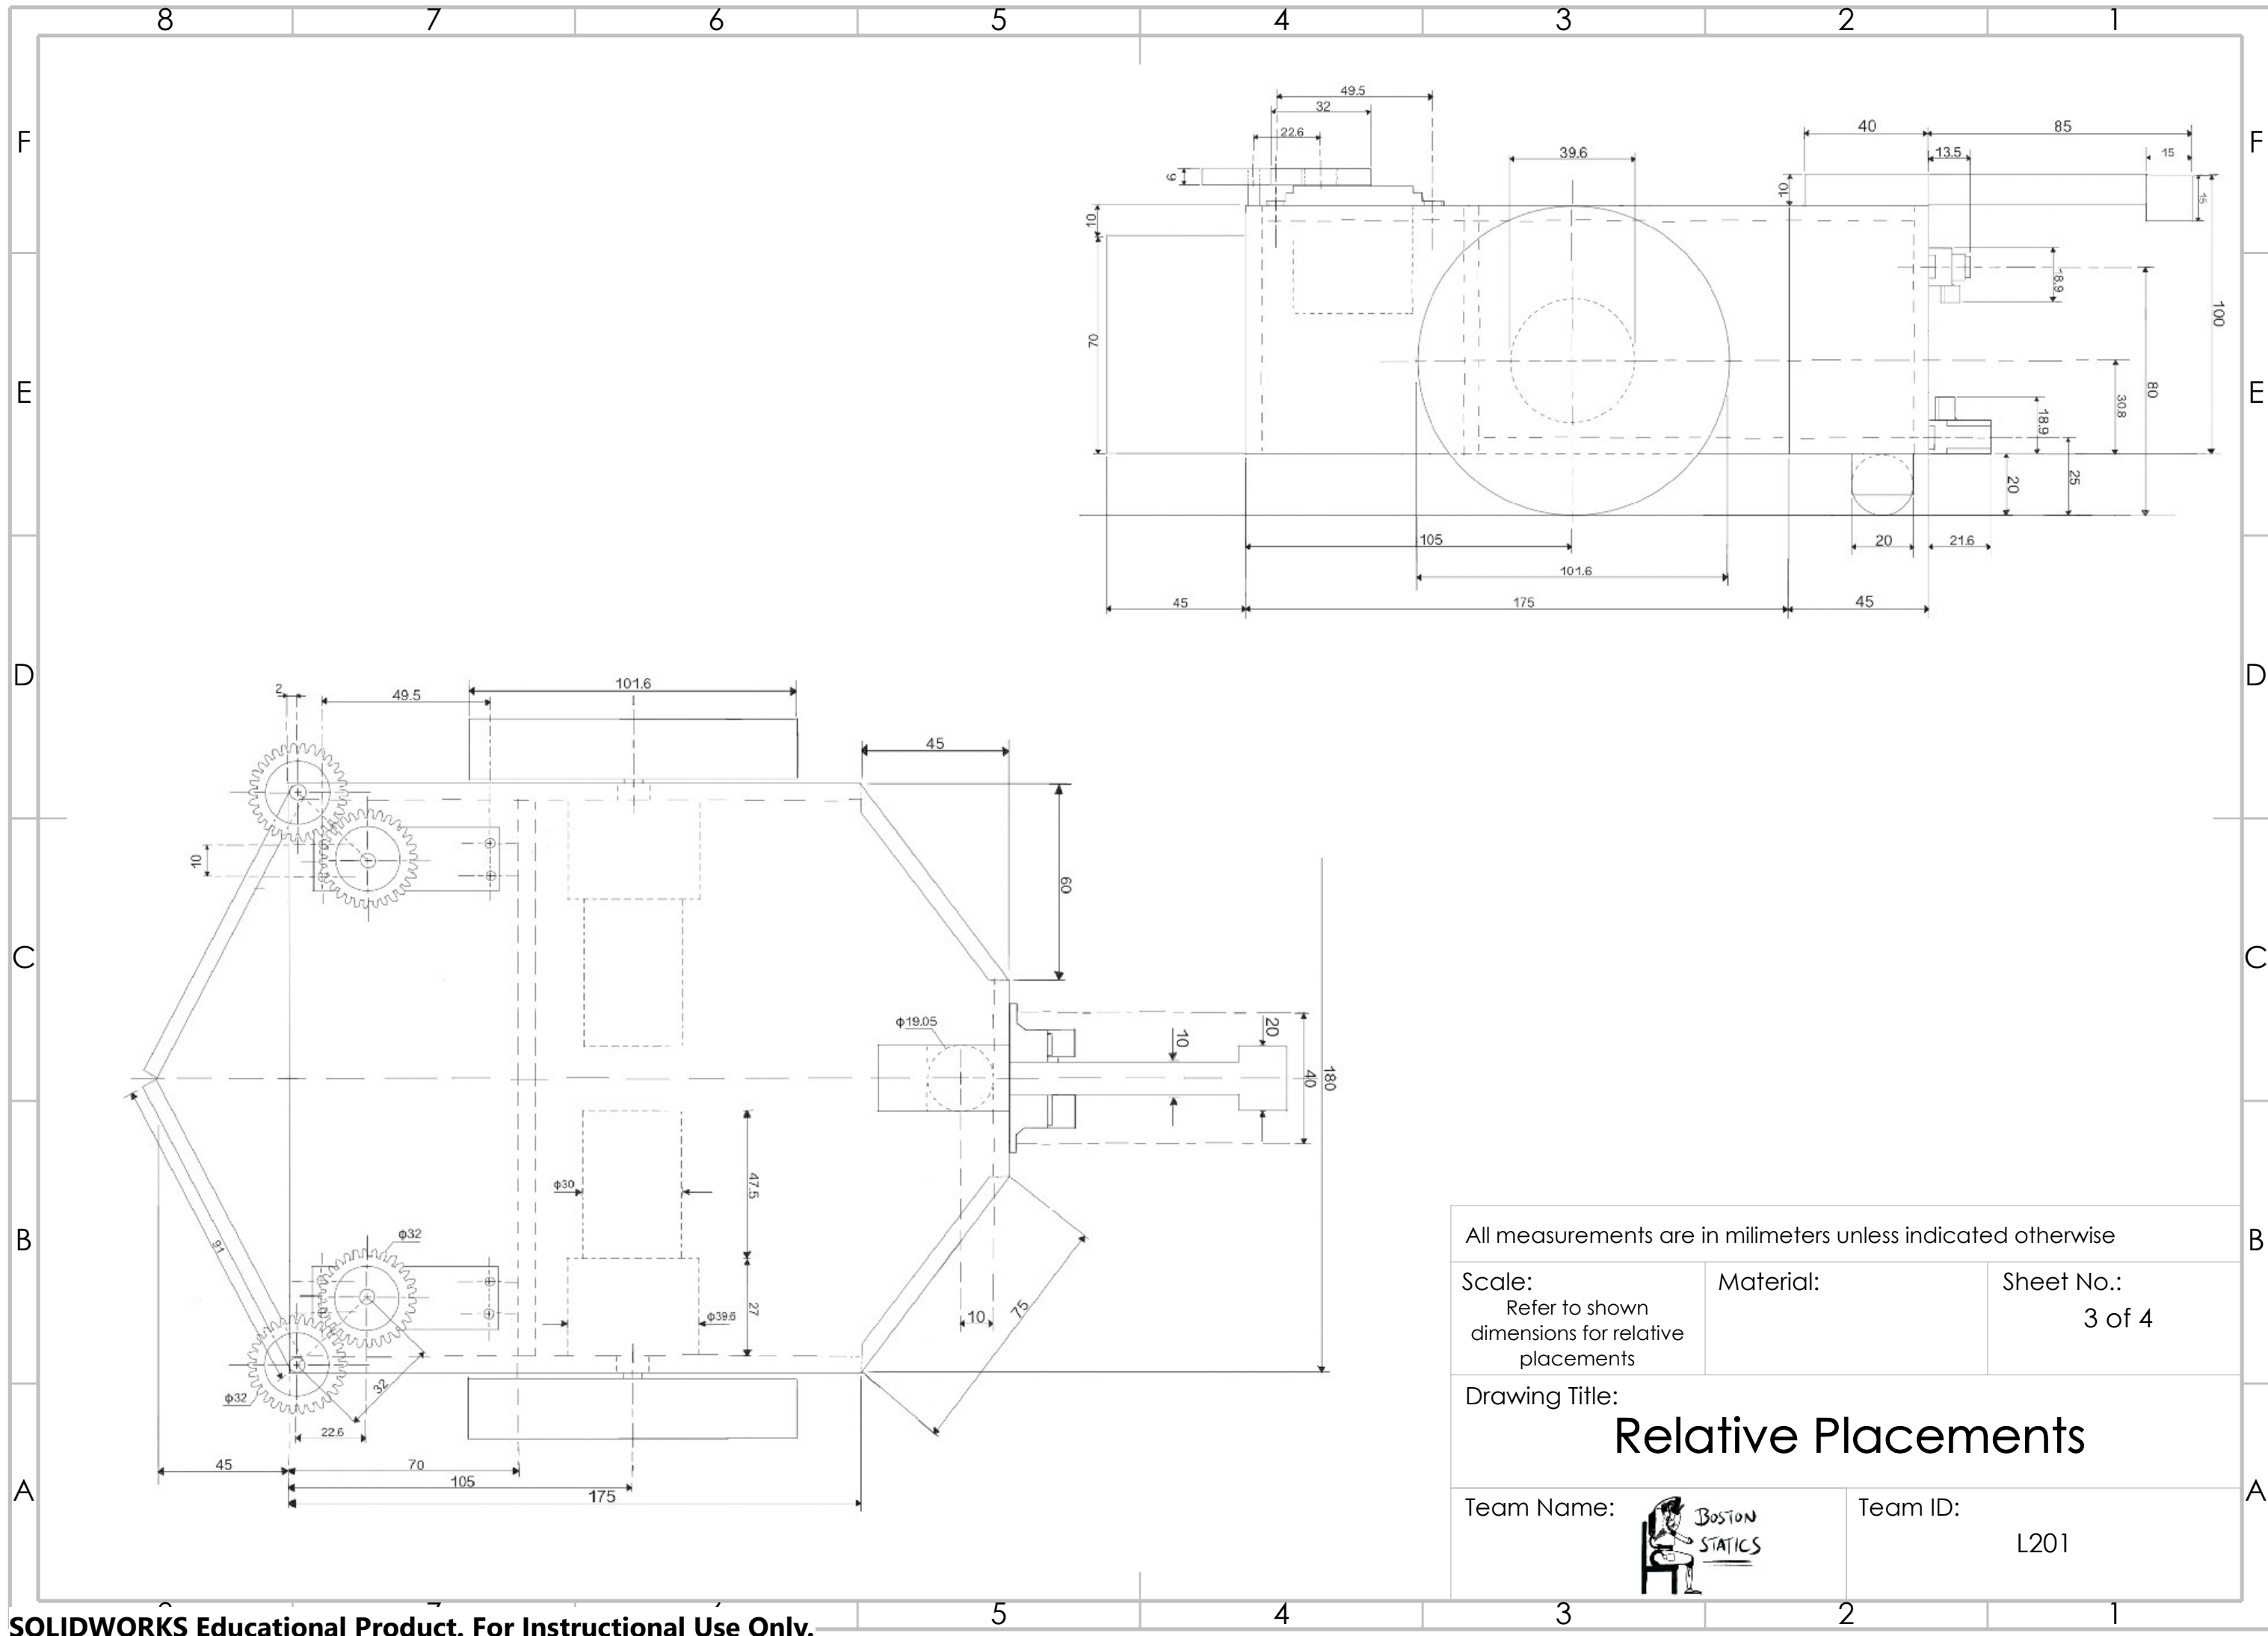 8 7 6 5 4 3 2 1
F F
E E
D D
C C
B B
A A
49.5
32
22.6
6
10
70
39.6
40
85
13.5
15
10
15
18.9
100
80
30.8
18.9
25
20
105
20
21.6
101.6
45
175
45
2
49.5
101.6
45
10
60
φ19.05
10
20
40
180
47.5
φ30
91
φ32
27
φ39.6
10
75
32
φ32
22.6
45
70
105
175
All measurements are in milimeters unless indicated otherwise
Scale:
Refer to shown
dimensions for relative
placements
Material:
Sheet No.:
3 of 4
Drawing Title:
Relative Placements
Team Name:
BOSTON
STATICS
Team ID:
L201
5 4 3 2 1
SOLIDWORKS Educational Product. For Instructional Use Only.